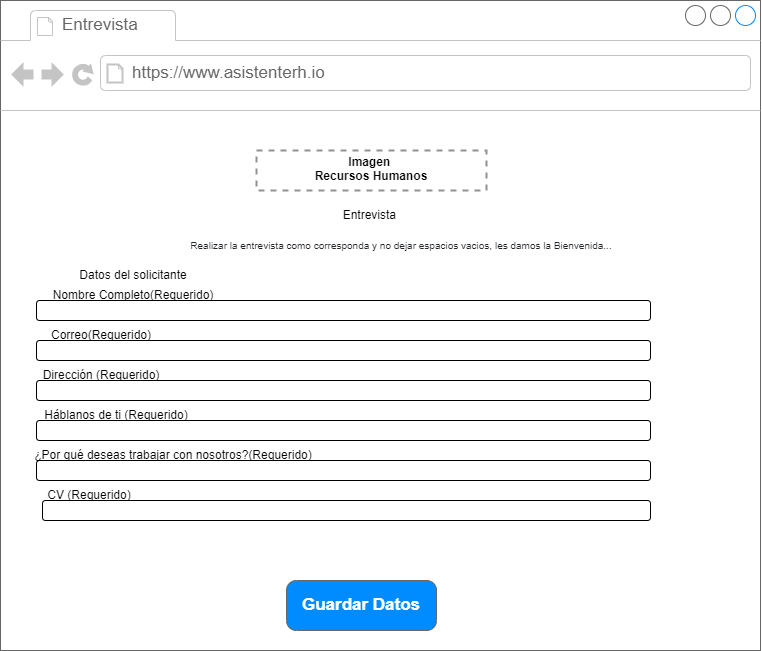 Entrevista
https://www.asistenterh.io
Imagen
Recursos Humanos
Entrevista
Realizar la entrevista como corresponda y no dejar espacios vacios, les damos la Bienvenida...
Datos del solicitante
Nombre Completo(Requerido)
Correo(Requerido)
Dirección (Requerido)
Háblanos de ti (Requerido)
¿Por qué deseas trabajar con nosotros?(Requerido)
CV (Requerido)
Guardar Datos